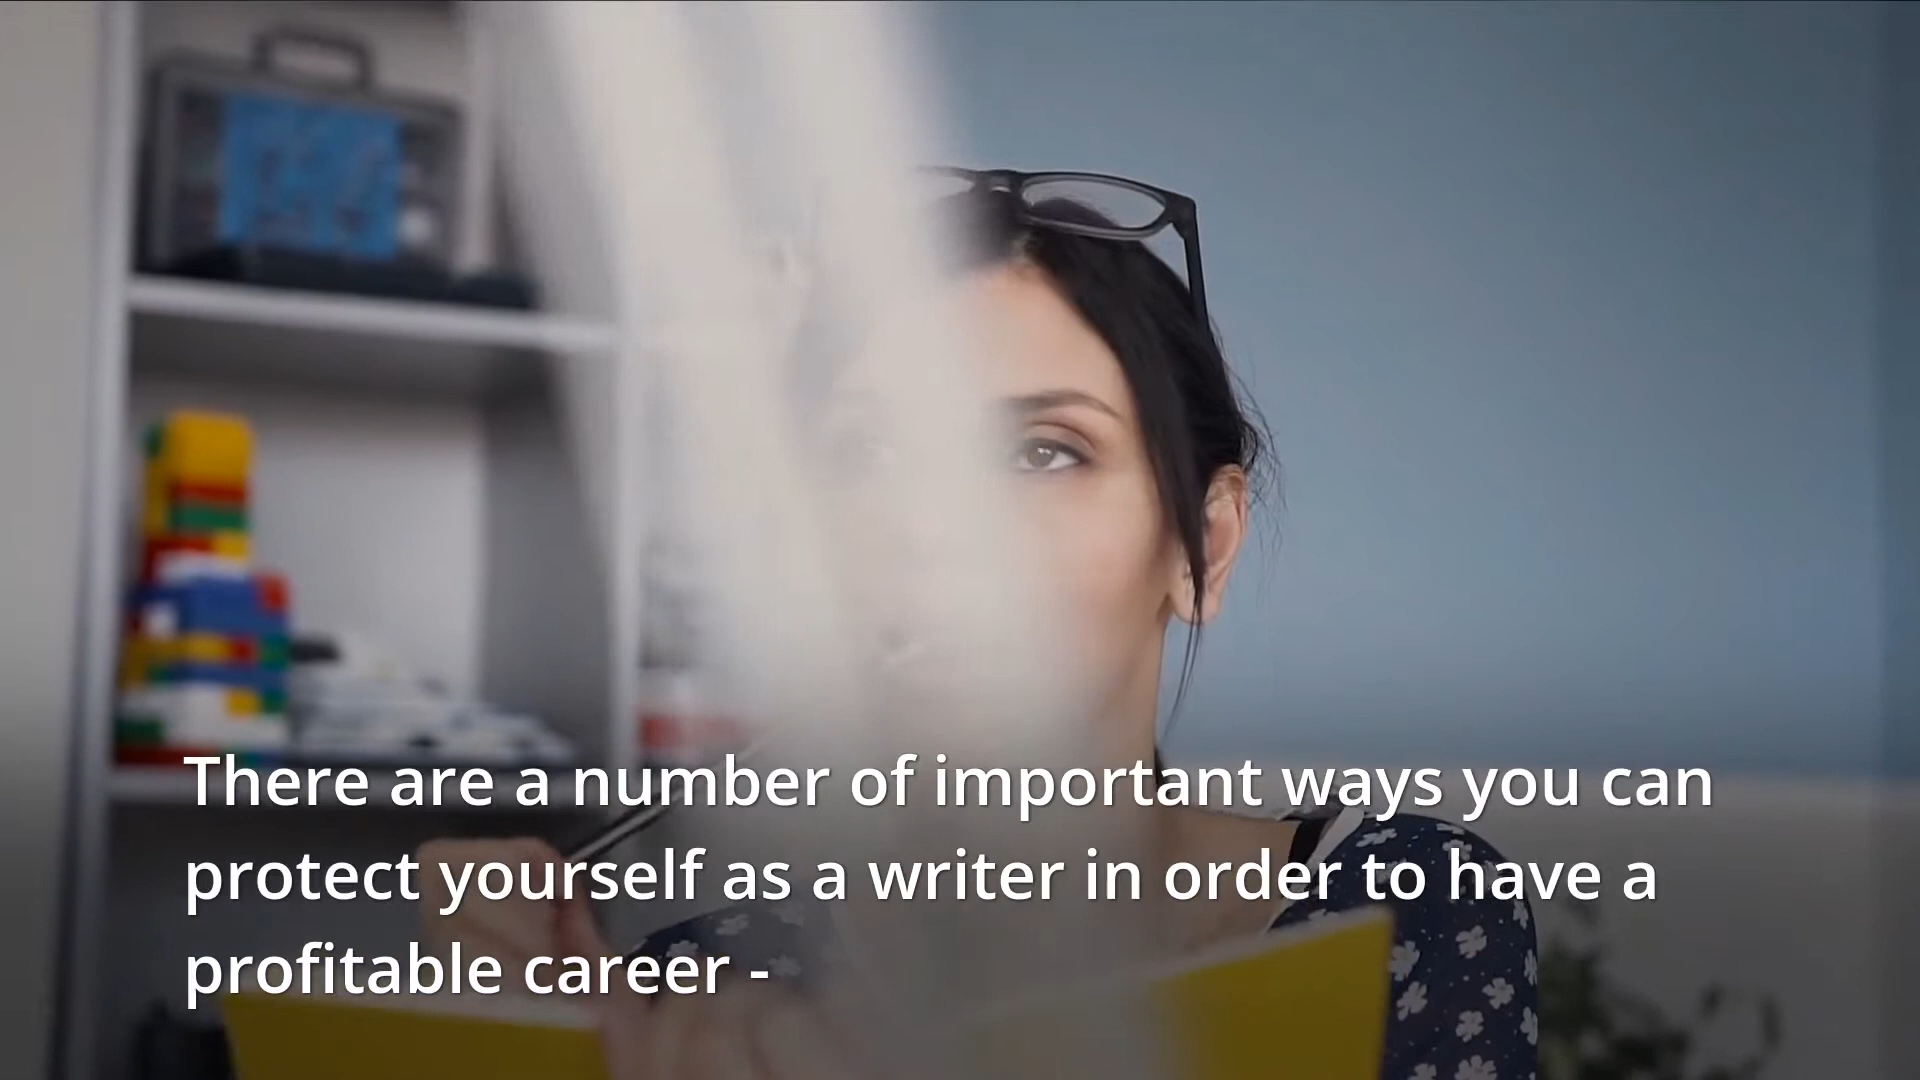 There are a number of important ways you can
protect yourself as a writer in order to have a
profitable career -